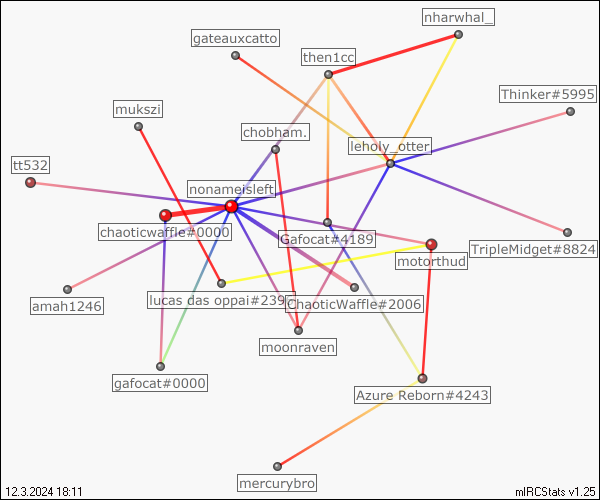 nharwhal_
gateauxcatto
then1cc
Thinker#5995
mukszi
chobham.
leholy_otter
tt532
nonameisleft
chaoticwaffle#0000
Gafocat#4189
TripleMidget#8824
motorthud
amah1246
lucas das oppai#239
ChaoticWaffle#2006
moonraven
gafocat#0000
Azure Reborn#4243
mercurybro
12.3.2024 18:11
mIRCStats v1.25